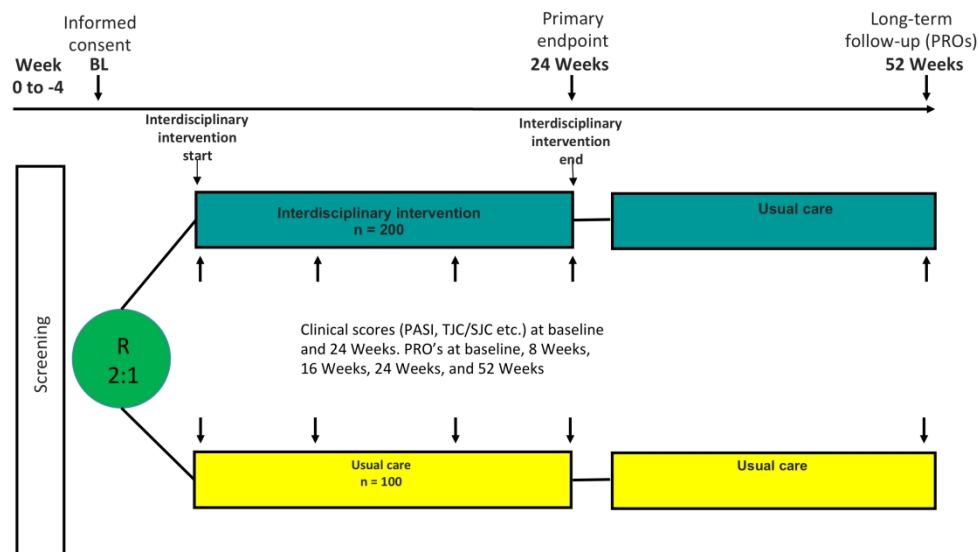 Informed
consent
BL
Primary
endpoint
24 Weeks
Long-term
follow-up (PROs)
52 Weeks
Week
0 to -4
Interdisciplinary
intervention
start
Interdisciplinary
intervention
end
Screening
Interdisciplinary intervention
n = 200
Usual care
R
2:1
Clinical scores (PASI, TJC/SJC etc.) at baseline
and 24 Weeks. PRO's at baseline, 8 Weeks,
16 Weeks, 24 Weeks, and 52 Weeks
Usual care
n = 100
Usual care